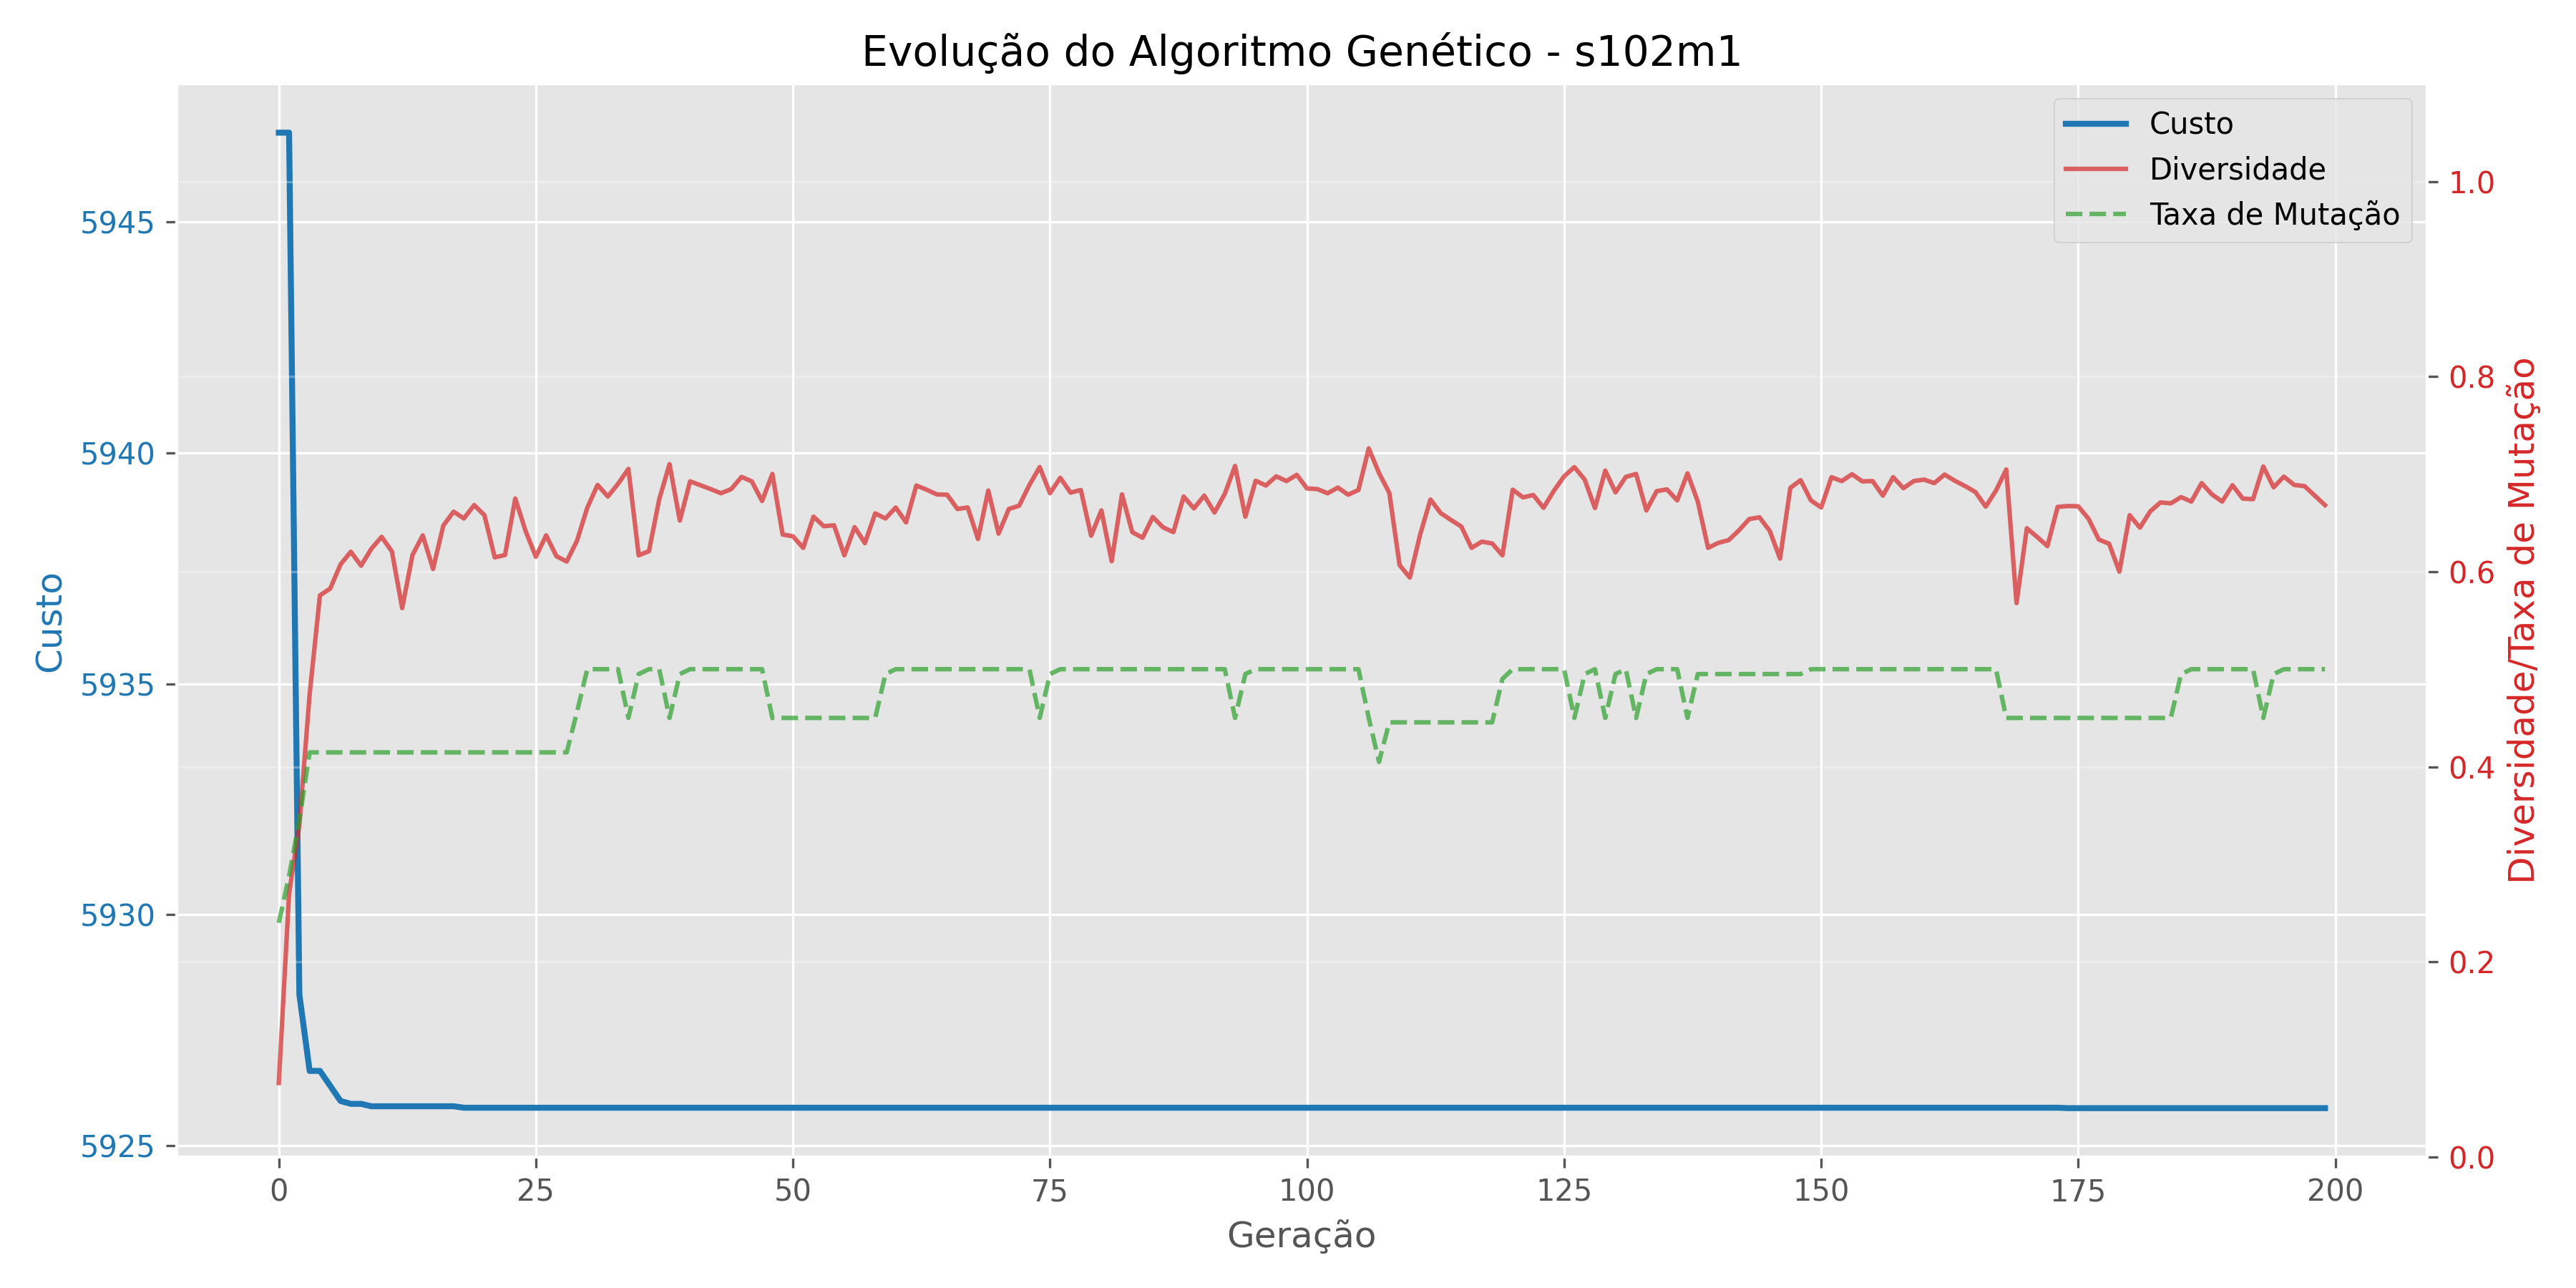 Evolução do Algoritmo Genético - s102m1
Custo
Diversidade
Taxa de Mutação
5945
5940
5935
5930
5925
Custo
1.0
0.8
0.6
0.4
0.2
0.0
Diversidade/Taxa de Mutação
0 25 50 75 100 125 150 175 200
Geração